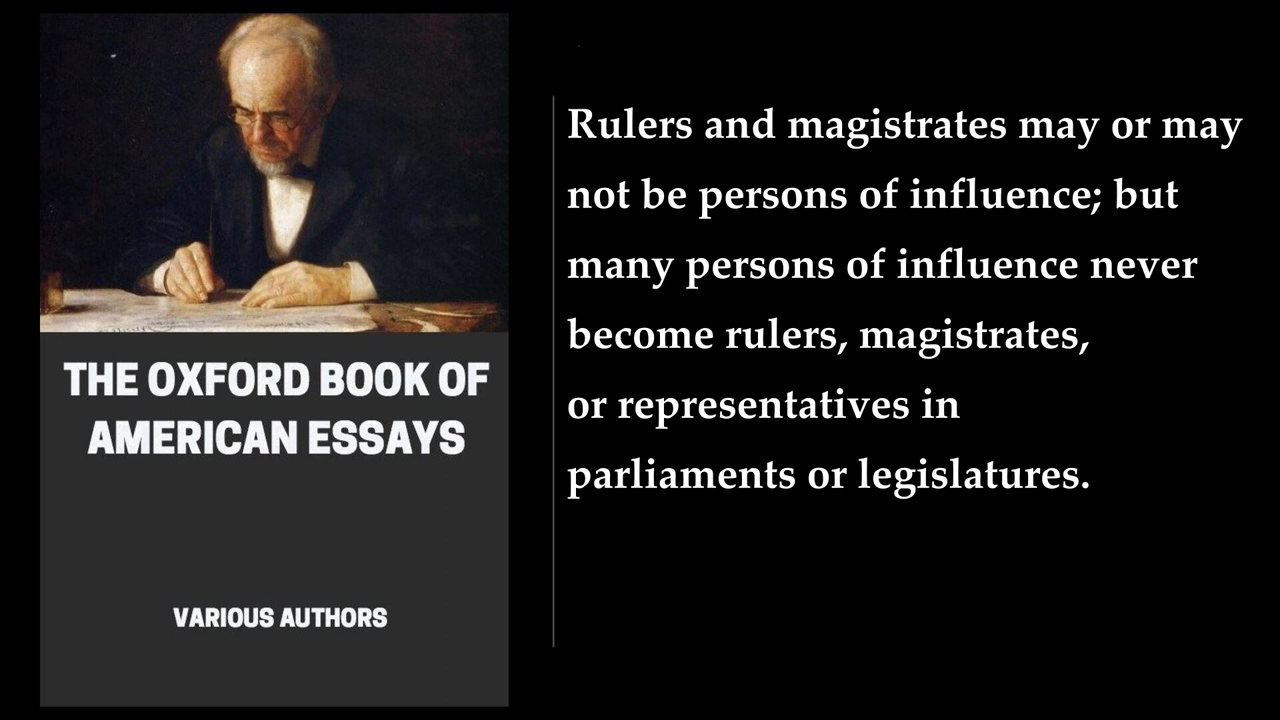 THE OXFORD BOOK OF
AMERICAN ESSAYS
VARIOUS AUTHORS
Rulers and magistrates may or may
not be persons of influence; but
many persons of influence never
become rulers, magistrates,
or representatives in
parliaments or legislatures.